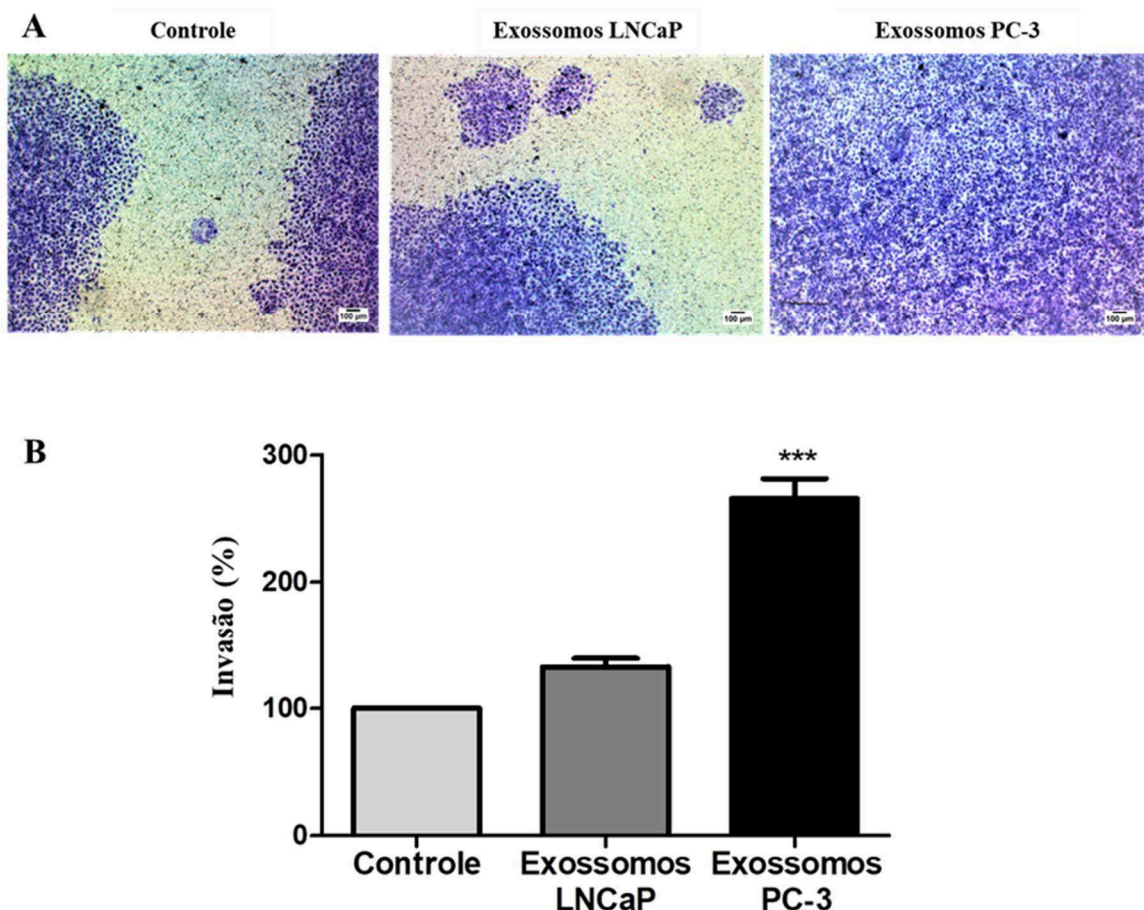 A
Controle
Exossomos LNCaP
Exossomos PC-3
100 µm
100 µm
100 µm
B
Invasão (%)
300
200
100
0
***
Controle
Exossomos
LNCaP
Exossomos
PC-3